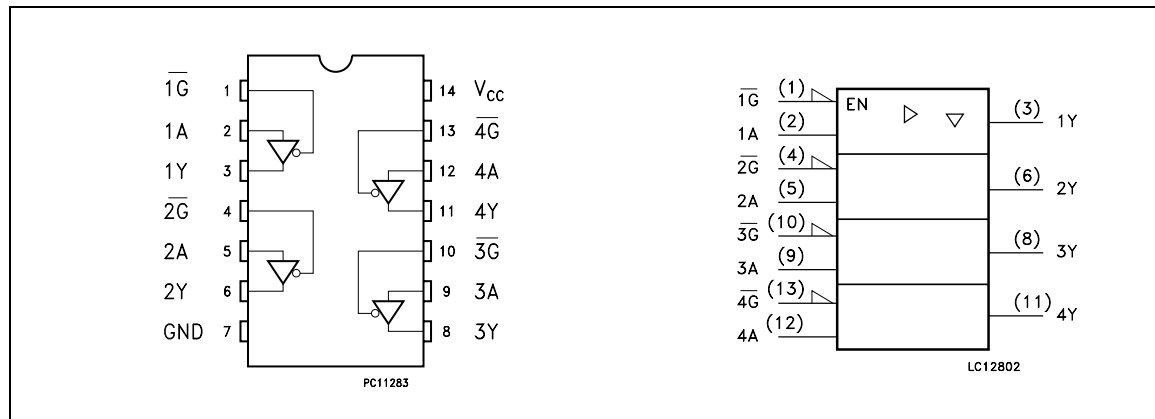 1G̅ 1 14 VCC
1A 2 13 4G̅
1Y 3 12 4A
2G̅ 4 11 4Y
2A 5 10 3G̅
2Y 6 9 3A
GND 7 8 3Y
PC11283
1G̅ (1) EN (3) 1Y
1A (2)
2G̅ (4) (6) 2Y
2A (5)
3G̅ (10) (8) 3Y
3A (9)
4G̅ (13) (11) 4Y
4A (12)
LC12802